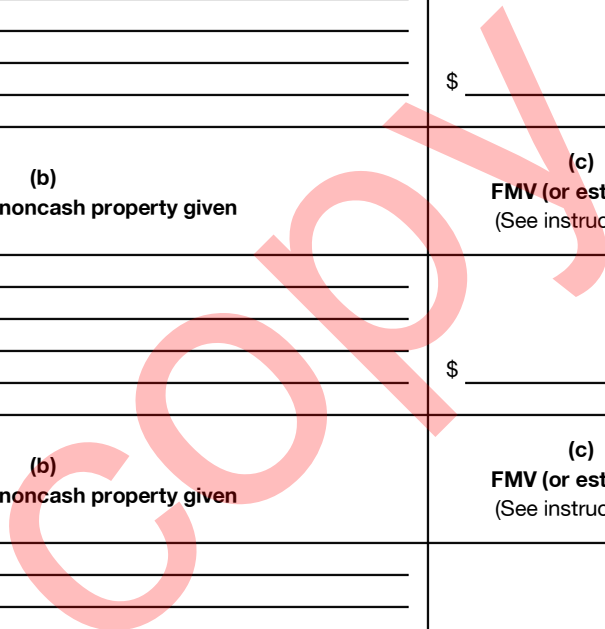 $
(b)
noncash property given
(c)
FMV (or est
(See instruc
$
(b)
noncash property given
(c)
FMV (or est
(See instruc
copy